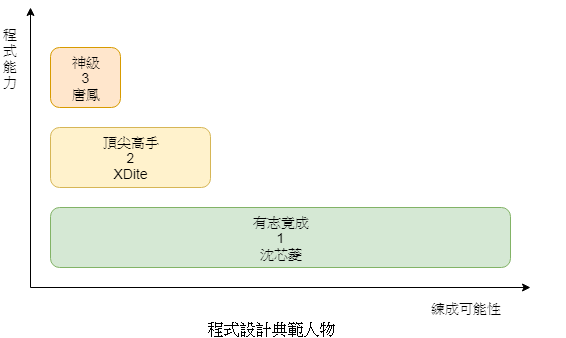 程式能力
神級
3
唐鳳
頂尖高手
2
XDite
有志竟成
1
沈芯菱
練成可能性
程式設計典範人物